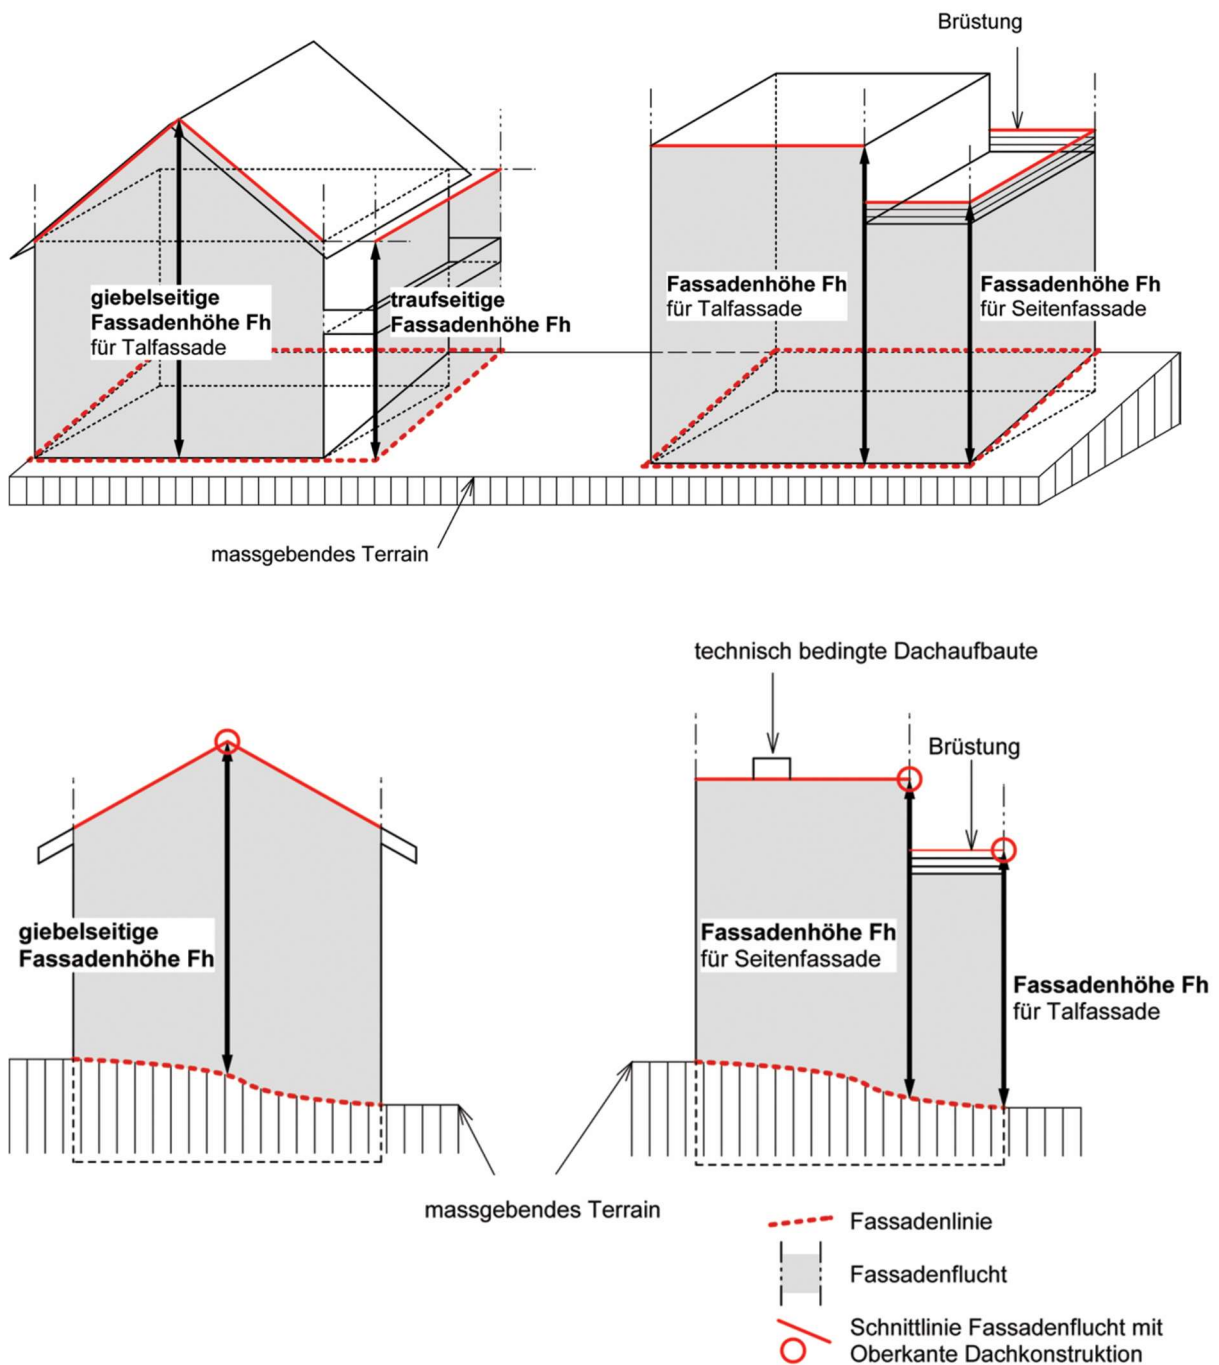 Brüstung
giebelseitige
Fassadenhöhe Fh
für Talfassade
traufseitige
Fassadenhöhe Fh
Fassadenhöhe Fh
für Talfassade
Fassadenhöhe Fh
für Seitenfassade
massgebendes Terrain
technisch bedingte Dachaufbaute
Brüstung
giebelseitige
Fassadenhöhe Fh
Fassadenhöhe Fh
für Seitenfassade
Fassadenhöhe Fh
für Talfassade
massgebendes Terrain
Fassadenlinie
Fassadenflucht
Schnittlinie Fassadenflucht mit
Oberkante Dachkonstruktion